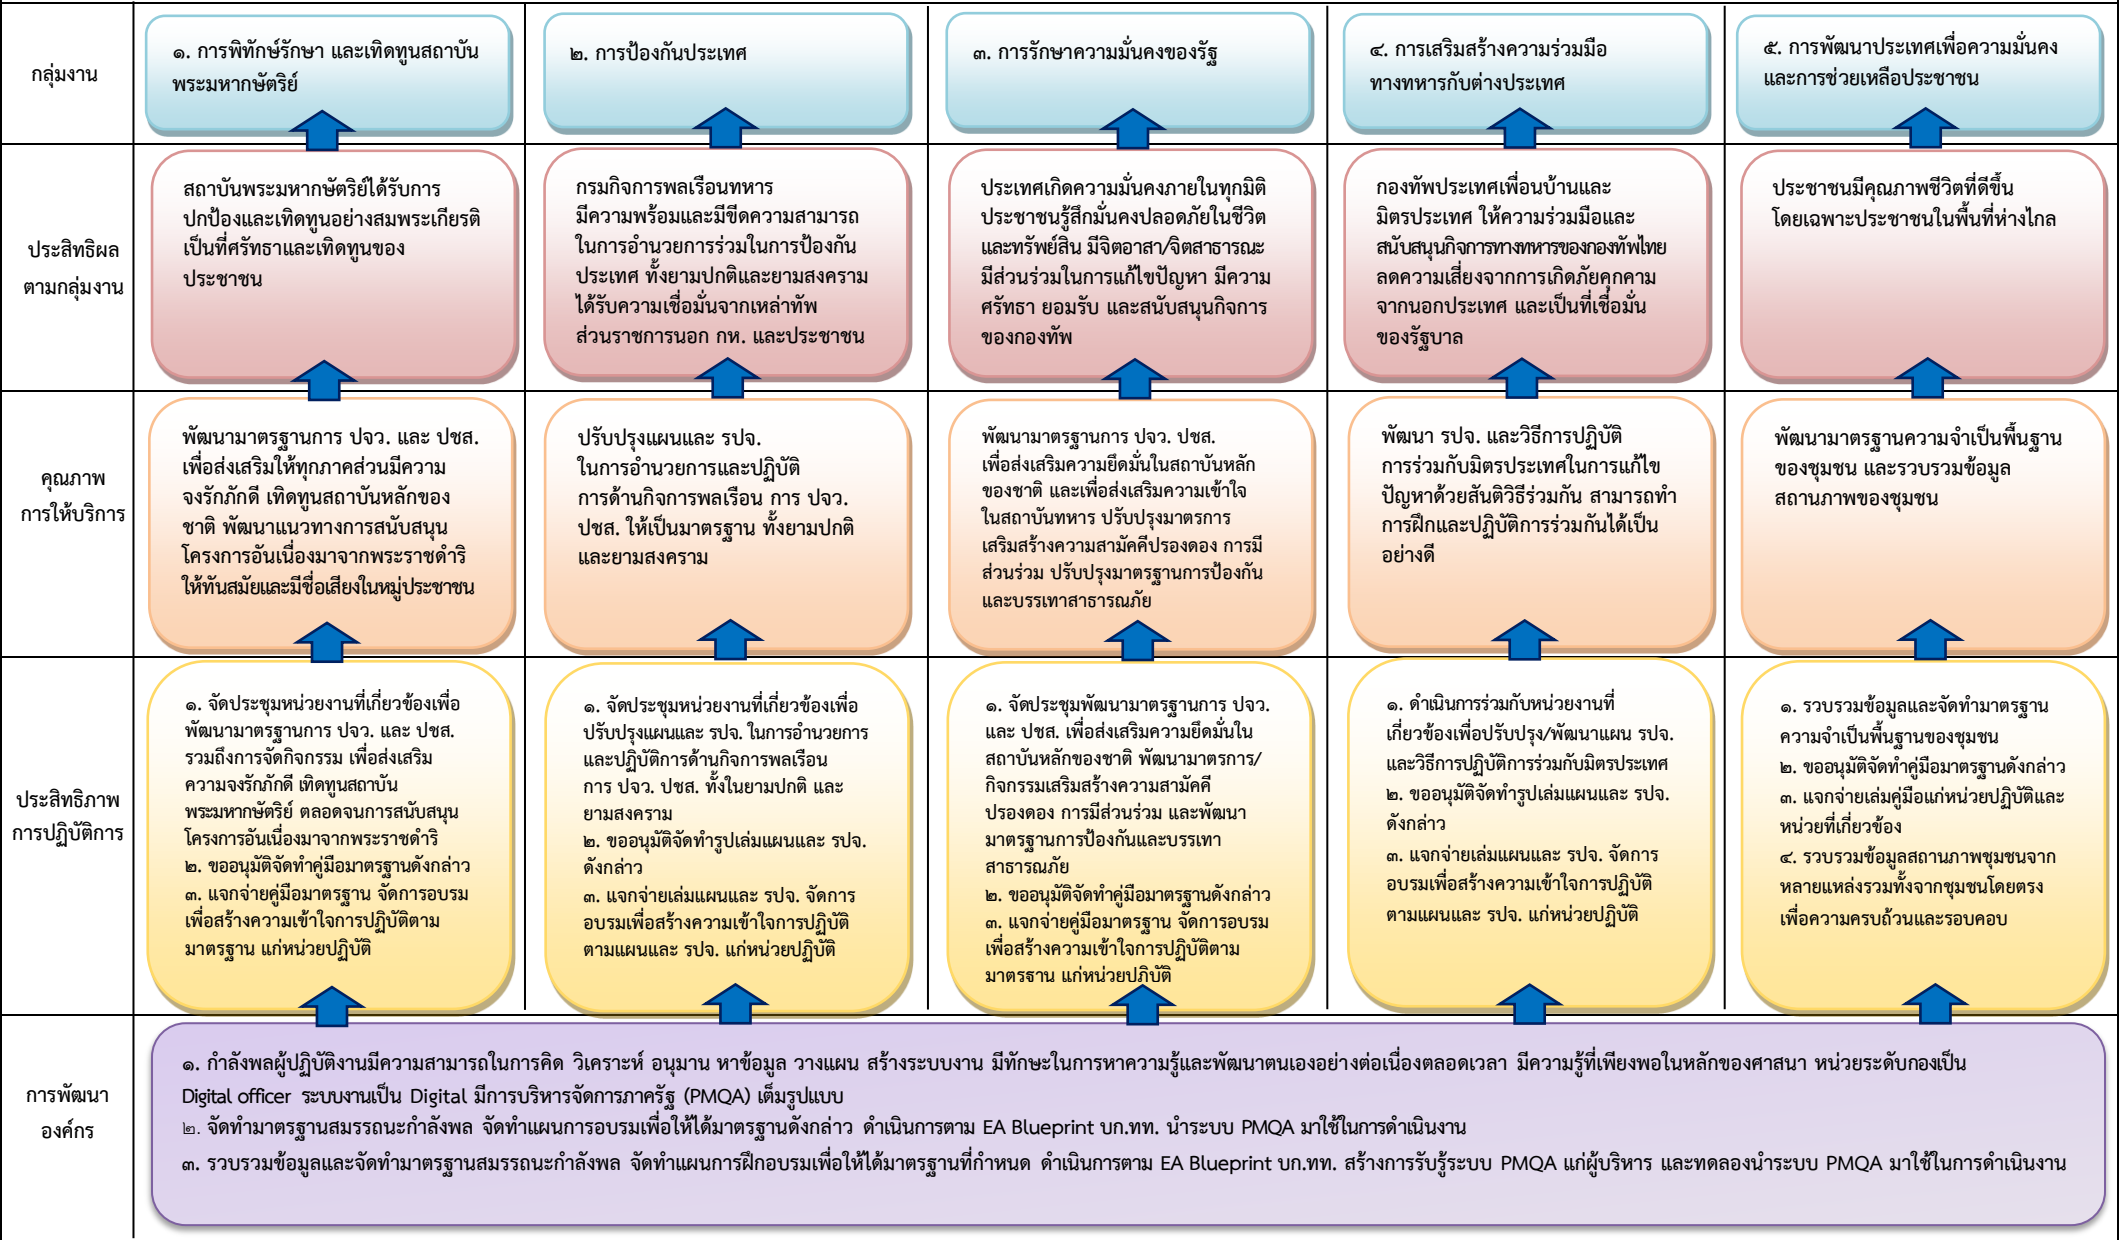 กลุ่มงาน
๑. การพิทักษ์รักษา และเทิดทูนสถาบัน
พระมหากษัตริย์
๒. การป้องกันประเทศ
๓. การรักษาความมั่นคงของรัฐ
๔. การเสริมสร้างความร่วมมือ
ทางทหารกับต่างประเทศ
๕. การพัฒนาประเทศเพื่อความมั่นคง
และการช่วยเหลือประชาชน
ประสิทธิผล
ตามกลุ่มงาน
สถาบันพระมหากษัตริย์ได้รับการ
ปกป้องและเทิดทูนอย่างสมพระเกียรติ
เป็นที่ศรัทธาและเทิดทูนของ
ประชาชน
กรมกิจการพลเรือนทหาร
มีความพร้อมและมีขีดความสามารถ
ในการอำนวยการร่วมในการป้องกัน
ประเทศ ทั้งยามปกติและยามสงคราม
ได้รับความเชื่อมั่นจากเหล่าทัพ
ส่วนราชการนอก กห. และประชาชน
ประเทศเกิดความมั่นคงภายในทุกมิติ
ประชาชนรู้สึกมั่นคงปลอดภัยในชีวิต
และทรัพย์สิน มีจิตอาสา/จิตสาธารณะ
มีส่วนร่วมในการแก้ไขปัญหา มีความ
ศรัทธา ยอมรับ และสนับสนุนกิจการ
ของกองทัพ
กองทัพประเทศเพื่อนบ้านและ
มิตรประเทศ ให้ความร่วมมือและ
สนับสนุนกิจการทางทหารของกองทัพไทย
ลดความเสี่ยงจากการเกิดภัยคุกคาม
จากนอกประเทศ และเป็นที่เชื่อมั่น
ของรัฐบาล
ประชาชนมีคุณภาพชีวิตที่ดีขึ้น
โดยเฉพาะประชาชนในพื้นที่ห่างไกล
คุณภาพ
การให้บริการ
พัฒนามาตรฐานการ ปจว. และ ปชส.
เพื่อส่งเสริมให้ทุกภาคส่วนมีความ
จงรักภักดี เทิดทูนสถาบันหลักของ
ชาติ พัฒนาแนวทางการสนับสนุน
โครงการอันเนื่องมาจากพระราชดำริ
ให้ทันสมัยและมีชื่อเสียงในหมู่ประชาชน
ปรับปรุงแผนและ รปจ.
ในการอำนวยการและปฏิบัติ
การด้านกิจการพลเรือน การ ปจว.
ปชส. ให้เป็นมาตรฐาน ทั้งยามปกติ
และยามสงคราม
พัฒนามาตรฐานการ ปจว. ปชส.
เพื่อส่งเสริมความยึดมั่นในสถาบันหลัก
ของชาติ และเพื่อส่งเสริมความเข้าใจ
ในสถาบันทหาร ปรับปรุงมาตรการ
เสริมสร้างความสามัคคีปรองดอง การมี
ส่วนร่วม ปรับปรุงมาตรฐานการป้องกัน
และบรรเทาสาธารณภัย
พัฒนา รปจ. และวิธีการปฏิบัติ
การร่วมกับมิตรประเทศในการแก้ไข
ปัญหาด้วยสันติวิธีร่วมกัน สามารถทำ
การฝึกและปฏิบัติการร่วมกันได้เป็น
อย่างดี
พัฒนามาตรฐานความจำเป็นพื้นฐาน
ของชุมชน และรวบรวมข้อมูล
สถานภาพของชุมชน
ประสิทธิภาพ
การปฏิบัติการ
๑. จัดประชุมหน่วยงานที่เกี่ยวข้องเพื่อ
พัฒนามาตรฐานการ ปจว. และ ปชส.
รวมถึงการจัดกิจกรรม เพื่อส่งเสริม
ความจงรักภักดี เทิดทูนสถาบัน
พระมหากษัตริย์ ตลอดจนการสนับสนุน
โครงการอันเนื่องมาจากพระราชดำริ
๒. ขออนุมัติจัดทำคู่มือมาตรฐานดังกล่าว
๓. แจกจ่ายคู่มือมาตรฐาน จัดการอบรม
เพื่อสร้างความเข้าใจการปฏิบัติตาม
มาตรฐาน แก่หน่วยปฏิบัติ
๑. จัดประชุมหน่วยงานที่เกี่ยวข้องเพื่อ
ปรับปรุงแผนและ รปจ. ในการอำนวยการ
และปฏิบัติการด้านกิจการพลเรือน
การ ปจว. ปชส. ทั้งในยามปกติ และ
ยามสงคราม
๒. ขออนุมัติจัดทำรูปเล่มแผนและ รปจ.
ดังกล่าว
๓. แจกจ่ายเล่มแผนและ รปจ. จัดการ
อบรมเพื่อสร้างความเข้าใจการปฏิบัติ
ตามแผนและ รปจ. แก่หน่วยปฏิบัติ
๑. จัดประชุมพัฒนามาตรฐานการ ปจว.
และ ปชส. เพื่อส่งเสริมความยึดมั่นใน
สถาบันหลักของชาติ พัฒนามาตรการ/
กิจกรรมเสริมสร้างความสามัคคี
ปรองดอง การมีส่วนร่วม และพัฒนา
มาตรฐานการป้องกันและบรรเทา
สาธารณภัย
๒. ขออนุมัติจัดทำคู่มือมาตรฐานดังกล่าว
๓. แจกจ่ายคู่มือมาตรฐาน จัดการอบรม
เพื่อสร้างความเข้าใจการปฏิบัติตาม
มาตรฐาน แก่หน่วยปฏิบัติ
๑. ดำเนินการร่วมกับหน่วยงานที่
เกี่ยวข้องเพื่อปรับปรุง/พัฒนาแผน รปจ.
และวิธีการปฏิบัติการร่วมกับมิตรประเทศ
๒. ขออนุมัติจัดทำรูปเล่มแผนและ รปจ.
ดังกล่าว
๓. แจกจ่ายเล่มแผนและ รปจ. จัดการ
อบรมเพื่อสร้างความเข้าใจการปฏิบัติ
ตามแผนและ รปจ. แก่หน่วยปฏิบัติ
๑. รวบรวมข้อมูลและจัดทำมาตรฐาน
ความจำเป็นพื้นฐานของชุมชน
๒. ขออนุมัติจัดทำคู่มือมาตรฐานดังกล่าว
๓. แจกจ่ายเล่มคู่มือแก่หน่วยปฏิบัติและ
หน่วยที่เกี่ยวข้อง
๔. รวบรวมข้อมูลสถานภาพชุมชนจาก
หลายแหล่งรวมทั้งจากชุมชนโดยตรง
เพื่อความครบถ้วนและรอบคอบ
การพัฒนา
องค์กร
๑. กำลังพลผู้ปฏิบัติงานมีความสามารถในการคิด วิเคราะห์ อนุมาน หาข้อมูล วางแผน สร้างระบบงาน มีทักษะในการหาความรู้และพัฒนาตนเองอย่างต่อเนื่องตลอดเวลา มีความรู้ที่เพียงพอในหลักของศาสนา หน่วยระดับกองเป็น
Digital officer ระบบงานเป็น Digital มีการบริหารจัดการภาครัฐ (PMQA) เต็มรูปแบบ
๒. จัดทำมาตรฐานสมรรถนะกำลังพล จัดทำแผนการอบรมเพื่อให้ได้มาตรฐานดังกล่าว ดำเนินการตาม EA Blueprint บก.ทท. นำระบบ PMQA มาใช้ในการดำเนินงาน
๓. รวบรวมข้อมูลและจัดทำมาตรฐานสมรรถนะกำลังพล จัดทำแผนการฝึกอบรมเพื่อให้ได้มาตรฐานที่กำหนด ดำเนินการตาม EA Blueprint บก.ทท. สร้างการรับรู้ระบบ PMQA แก่ผู้บริหาร และทดลองนำระบบ PMQA มาใช้ในการดำเนินงาน